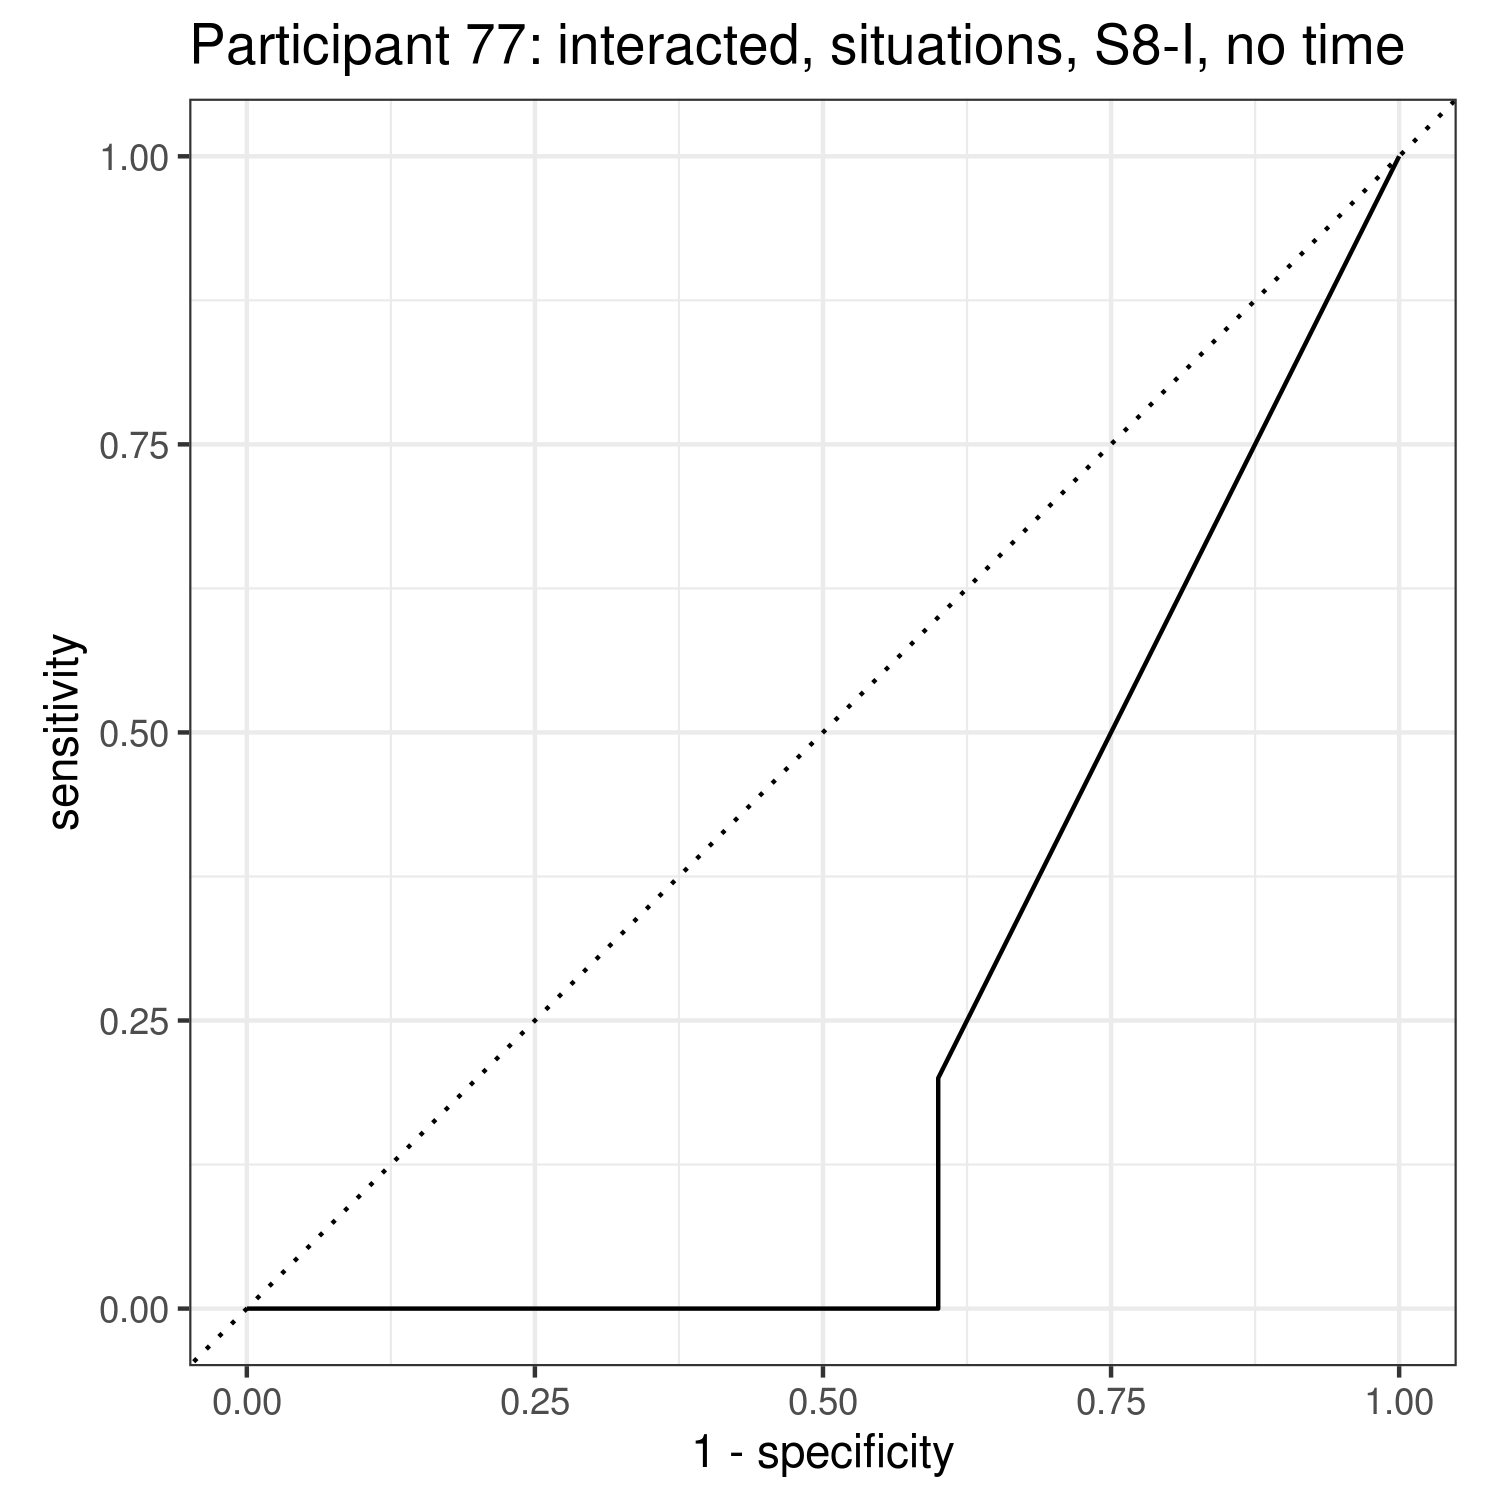 Participant 77: interacted, situations, S8-I, no time
1.00
0.75
0.50
0.25
0.00
sensitivity
0.00 0.25 0.50 0.75 1.00
1 - specificity